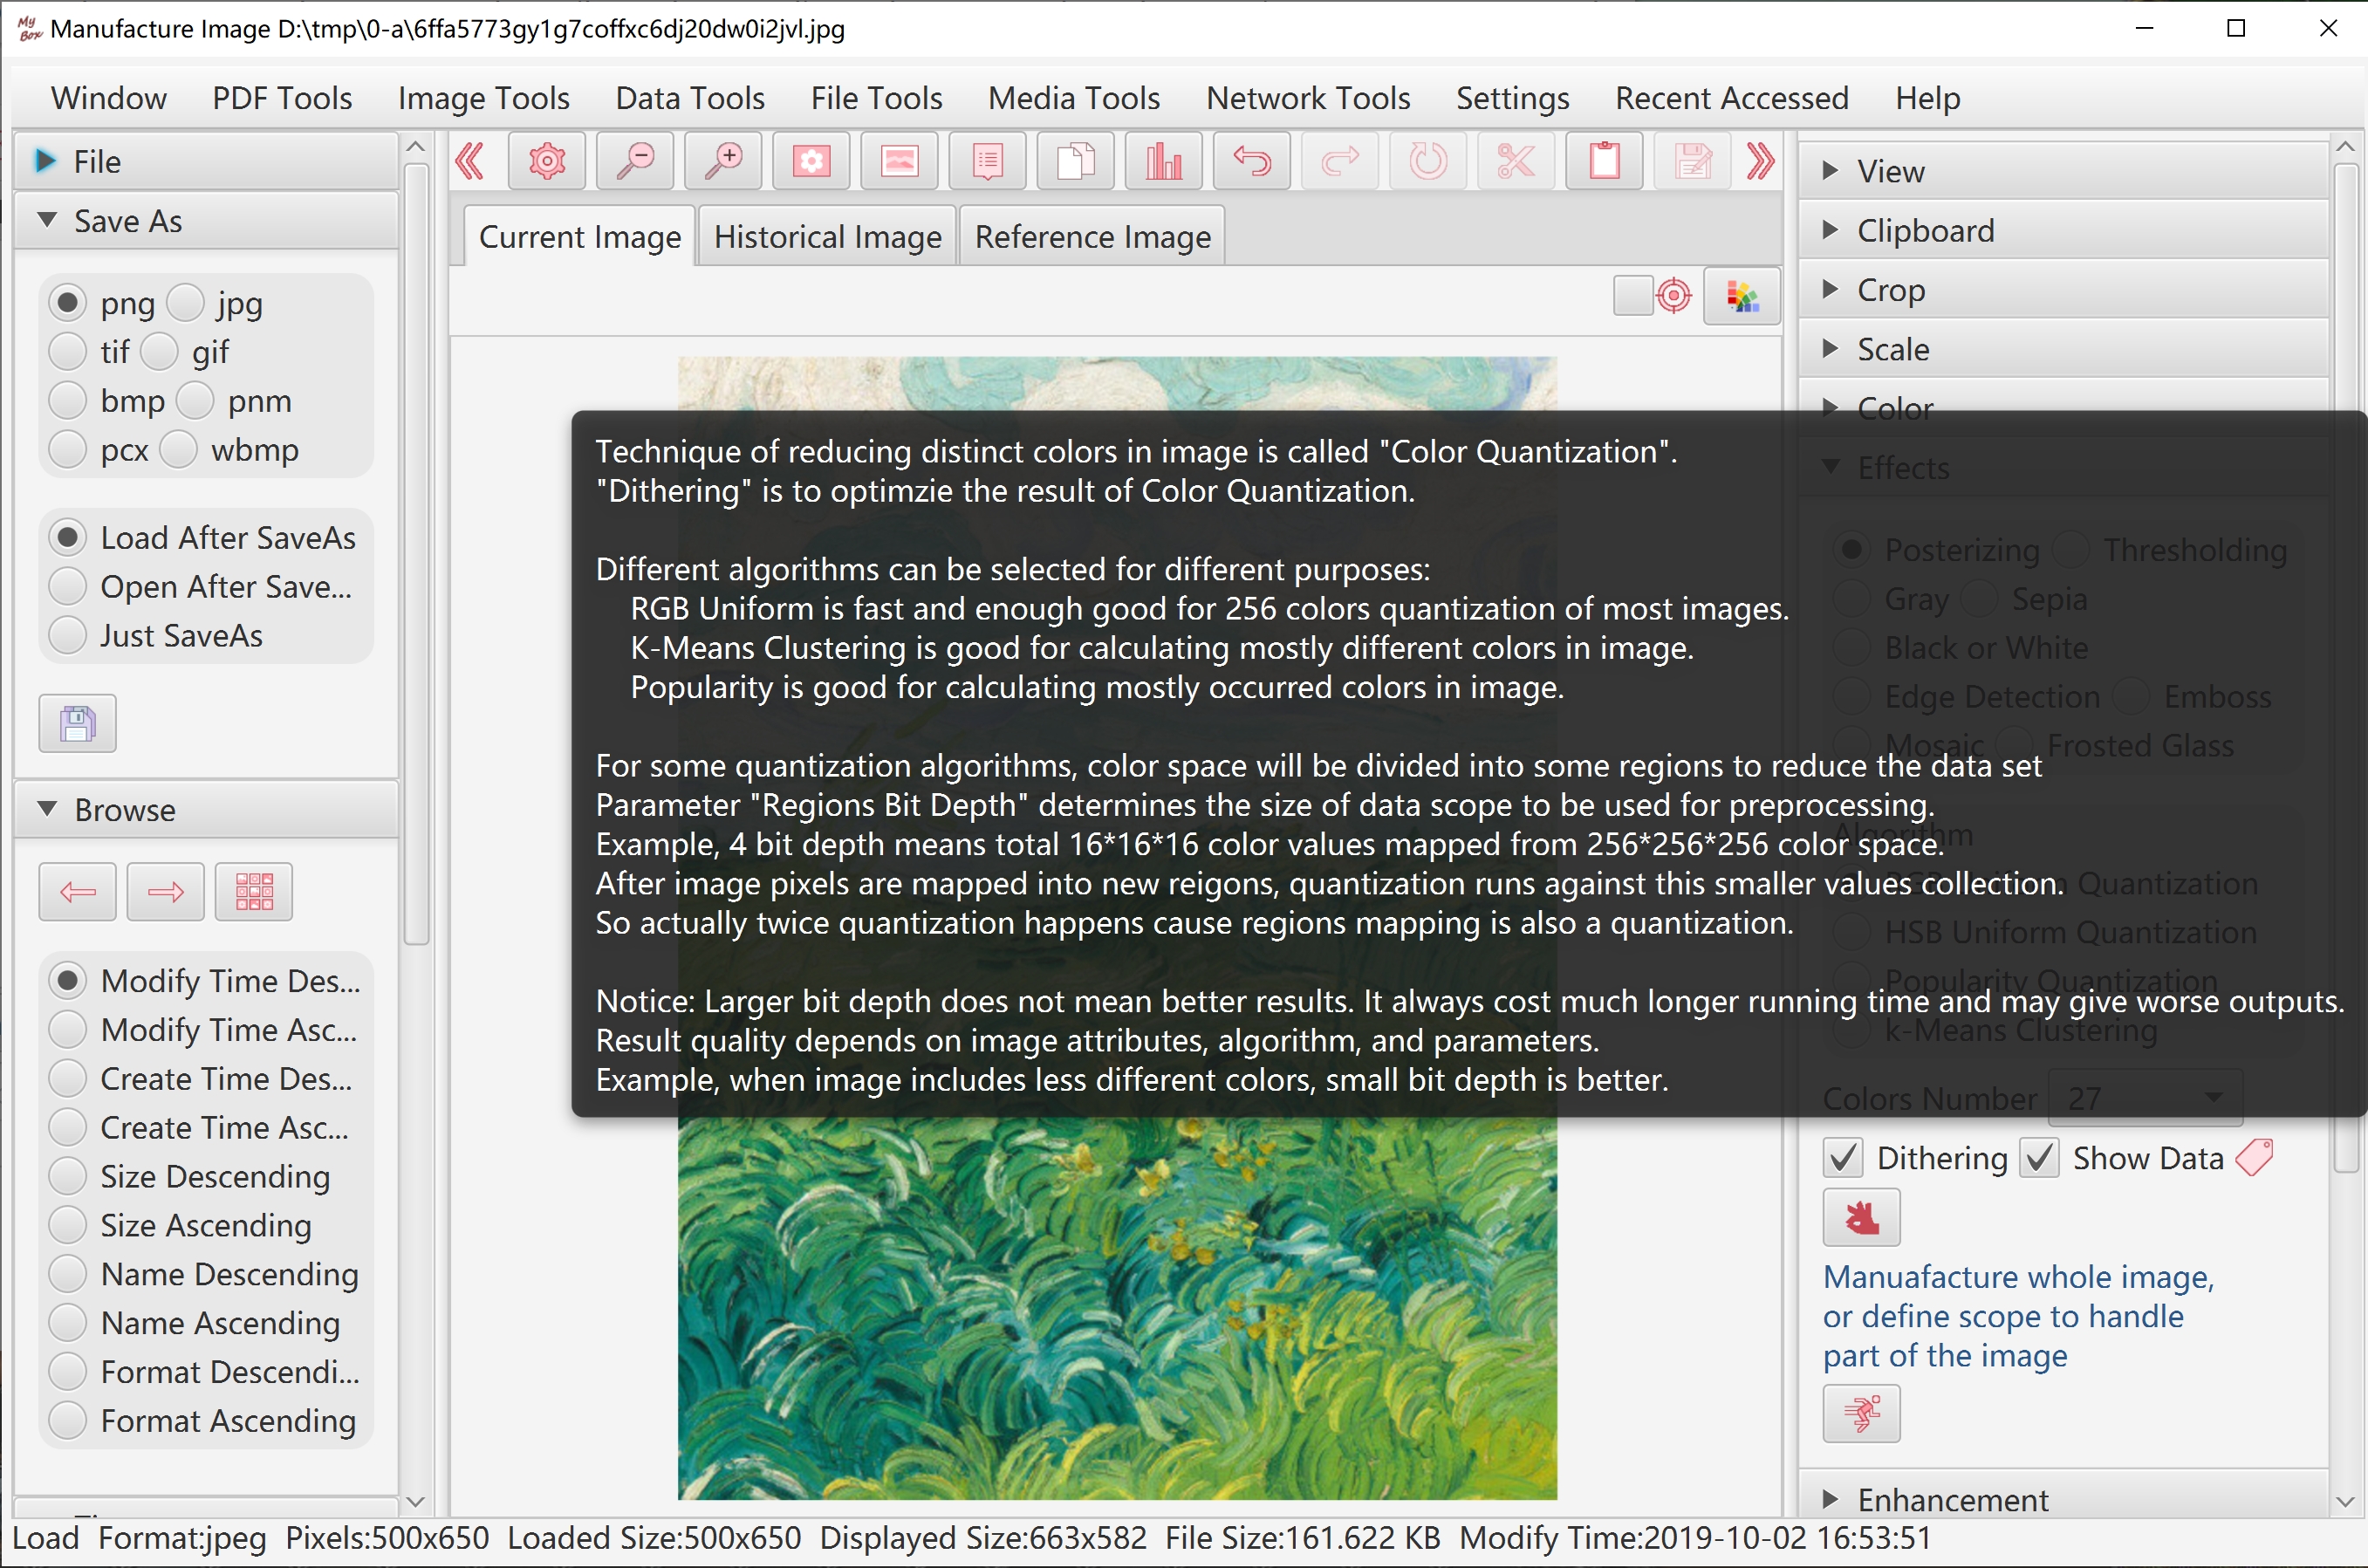 My Box
Manufacture Image D:\tmp\0-a\6ffa5773gy1g7coffxc6dj20dw0i2jvl.jpg
Window PDF Tools Image Tools Data Tools File Tools Media Tools Network Tools Settings Recent Accessed Help
File
Save As
png jpg
tif gif
bmp pnm
pcx wbmp
Load After SaveAs
Open After Save...
Just SaveAs
Browse
Modify Time Des...
Modify Time Asc...
Create Time Des...
Create Time Asc...
Size Descending
Size Ascending
Name Descending
Name Ascending
Format Descendi...
Format Ascending
Current Image Historical Image Reference Image
Technique of reducing distinct colors in image is called "Color Quantization".
"Dithering" is to optimzie the result of Color Quantization.
Different algorithms can be selected for different purposes:
RGB Uniform is fast and enough good for 256 colors quantization of most images.
K-Means Clustering is good for calculating mostly different colors in image.
Popularity is good for calculating mostly occurred colors in image.
For some quantization algorithms, color space will be divided into some regions to reduce the data set
Parameter "Regions Bit Depth" determines the size of data scope to be used for preprocessing.
Example, 4 bit depth means total 16*16*16 color values mapped from 256*256*256 color space.
After image pixels are mapped into new reigons, quantization runs against this smaller values collection.
So actually twice quantization happens cause regions mapping is also a quantization.
Notice: Larger bit depth does not mean better results. It always cost much longer running time and may give worse outputs.
Result quality depends on image attributes, algorithm, and parameters.
Example, when image includes less different colors, small bit depth is better.
View
Clipboard
Crop
Scale
Color
Effects
Posterizing Thresholding
Gray Sepia
Black or White
Edge Detection Emboss
Mosaic Frosted Glass
Algorithm
RGB Uniform Quantization
HSB Uniform Quantization
Popularity Quantization
k-Means Clustering
Colors Number 27
Dithering Show Data
Manuafacture whole image,
or define scope to handle
part of the image
Enhancement
Load Format:jpeg Pixels:500x650 Loaded Size:500x650 Displayed Size:663x582 File Size:161.622 KB Modify Time:2019-10-02 16:53:51